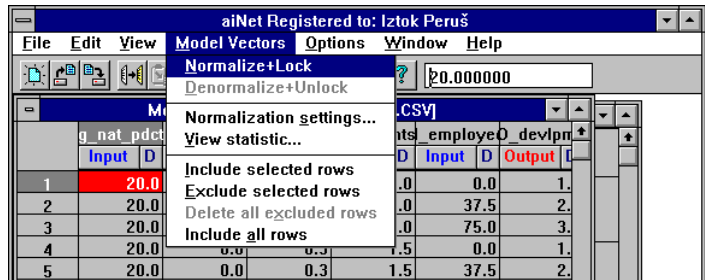 aiNet Registered to: Iztok Peruš
File Edit View Model Vectors Options Window Help
Normalize+Lock
? 20.000000
Denormalize+Unlock
.CSV]
Normalization settings...
g_nat_pdct _employe O_devlpm
View statistic...
Input D D Input D Output
Include selected rows
1 20.0 .0 0.0 1.
Exclude selected rows
2 20.0 .0 37.5 2.
Delete all excluded rows
3 20.0 .0 75.0 3.
Include all rows
4 20.0 0.0 0.3 1.5 0.0 1.
5 20.0 0.0 0.3 1.5 37.5 2.